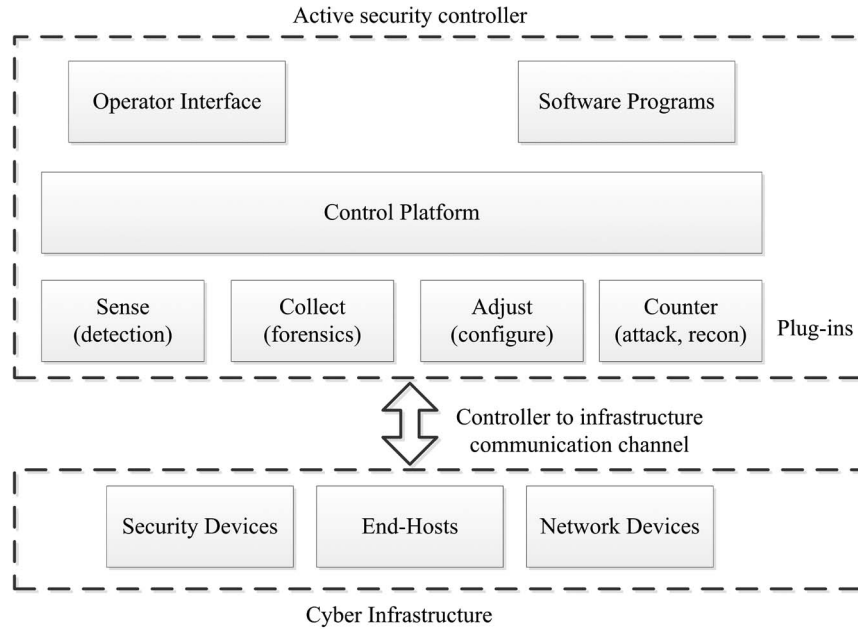 Active security controller
Operator Interface
Software Programs
Control Platform
Sense
(detection)
Collect
(forensics)
Adjust
(configure)
Counter
(attack, recon)
Plug-ins
Controller to infrastructure
communication channel
Security Devices
End-Hosts
Network Devices
Cyber Infrastructure